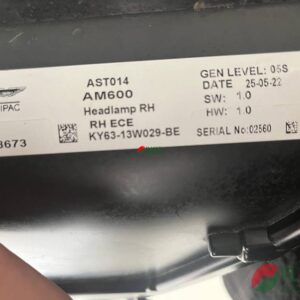 IPAC
8673
AST014
AM600
Headlamp RH
RH ECE
KY63-13W029-BE
GEN LEVEL: 05S
DATE 25-05-22
SW: 1.0
HW: 1.0
SERIAL No:02560